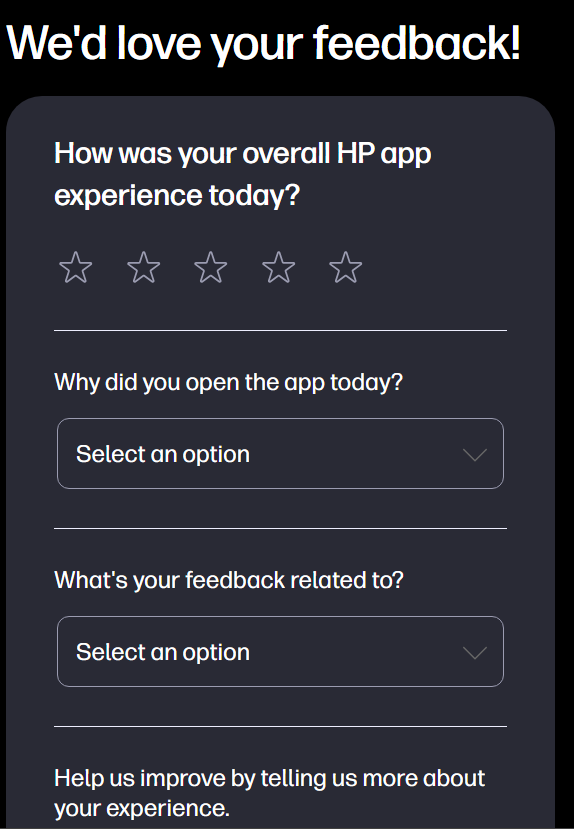 We'd love your feedback!
How was your overall HP app
experience today?
Why did you open the app today?
Select an option
What's your feedback related to?
Select an option
Help us improve by telling us more about
your experience.